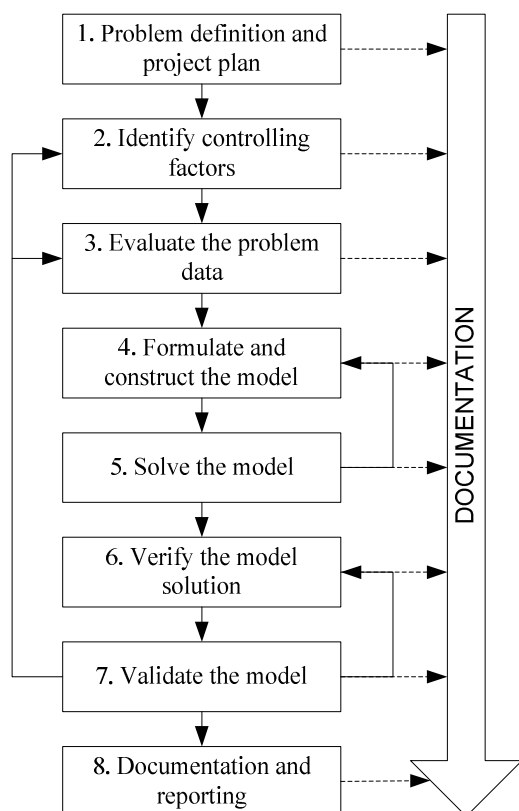 1. Problem definition and
project plan
2. Identify controlling
factors
3. Evaluate the problem
data
4. Formulate and
construct the model
5. Solve the model
6. Verify the model
solution
7. Validate the model
8. Documentation and
reporting
DOCUMENTATION